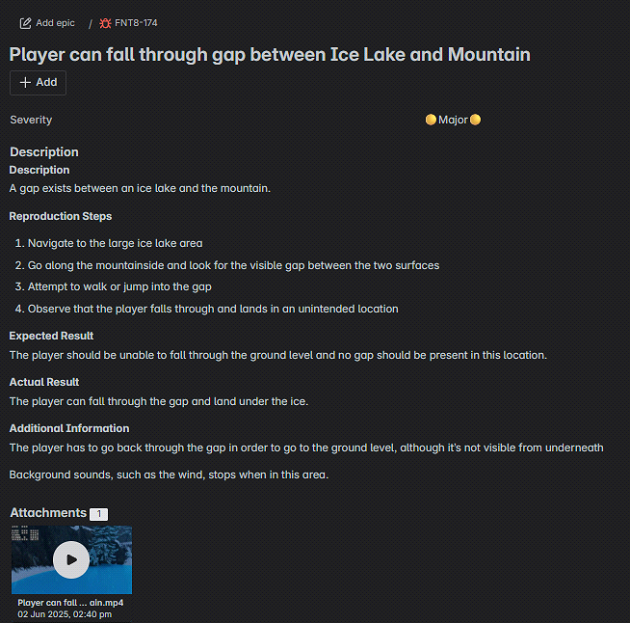 Add epic / FNT8-174
Player can fall through gap between Ice Lake and Mountain
+ Add
Severity Major
Description
Description
A gap exists between an ice lake and the mountain.
Reproduction Steps
1. Navigate to the large ice lake area
2. Go along the mountainside and look for the visible gap between the two surfaces
3. Attempt to walk or jump into the gap
4. Observe that the player falls through and lands in an unintended location
Expected Result
The player should be unable to fall through the ground level and no gap should be present in this location.
Actual Result
The player can fall through the gap and land under the ice.
Additional Information
The player has to go back through the gap in order to go to the ground level, although it's not visible from underneath
Background sounds, such as the wind, stops when in this area.
Attachments 1
Player can fall ... ain.mp4
02 Jun 2025, 02:40 pm